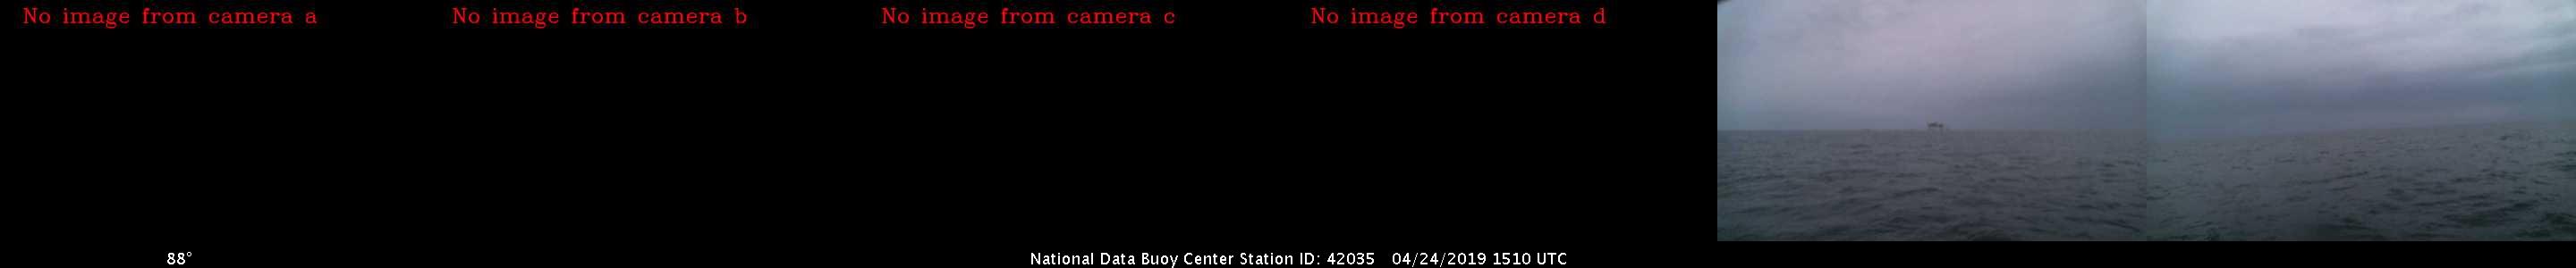 No image from camera a
No image from camera b
No image from camera c
No image from camera d
88°
National Data Buoy Center Station ID: 42035 04/24/2019 1510 UTC